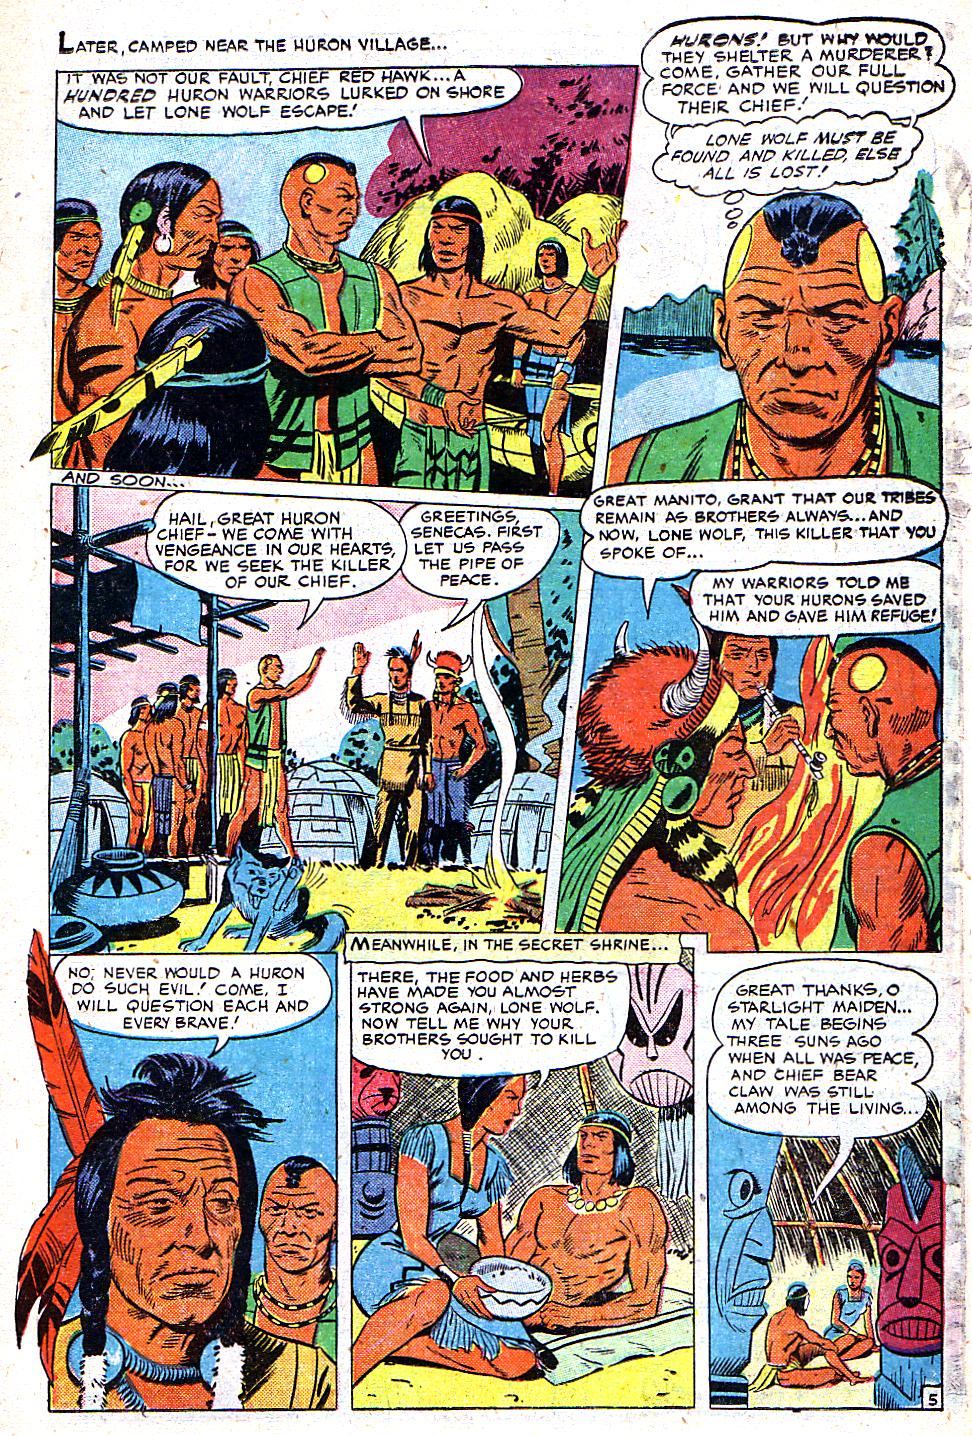 LATER, CAMPED NEAR THE HURON VILLAGE...
IT WAS NOT OUR FAULT, CHIEF RED HAWK... A
HUNDRED HURON WARRIORS LURKED ON SHORE
AND LET LONE WOLF ESCAPE!
HURONS! BUT WHY WOULD
THEY SHELTER A MURDERER?
COME, GATHER OUR FULL
FORCE AND WE WILL QUESTION
THEIR CHIEF!
LONE WOLF MUST BE
FOUND AND KILLED, ELSE
ALL IS LOST!
AND SOON...
HAIL, GREAT HURON
CHIEF - WE COME WITH
VENGEANCE IN OUR HEARTS,
FOR WE SEEK THE KILLER
OF OUR CHIEF.
GREETINGS,
SENECAS. FIRST
LET US PASS
THE PIPE OF
PEACE.
GREAT MANITO, GRANT THAT OUR TRIBES
REMAIN AS BROTHERS ALWAYS... AND
NOW, LONE WOLF, THIS KILLER THAT YOU
SPOKE OF...
MY WARRIORS TOLD ME
THAT YOUR HURONS SAVED
HIM AND GAVE HIM REFUGE!
NO, NEVER WOULD A HURON
DO SUCH EVIL! COME, I
WILL QUESTION EACH AND
EVERY BRAVE!
MEANWHILE, IN THE SECRET SHRINE...
THERE, THE FOOD AND HERBS
HAVE MADE YOU ALMOST
STRONG AGAIN, LONE WOLF.
NOW TELL ME WHY YOUR
BROTHERS SOUGHT TO KILL
YOU.
GREAT THANKS, O
STARLIGHT MAIDEN...
MY TALE BEGINS
THREE SUNS AGO
WHEN ALL WAS PEACE,
AND CHIEF BEAR
CLAW WAS STILL
AMONG THE LIVING...
5